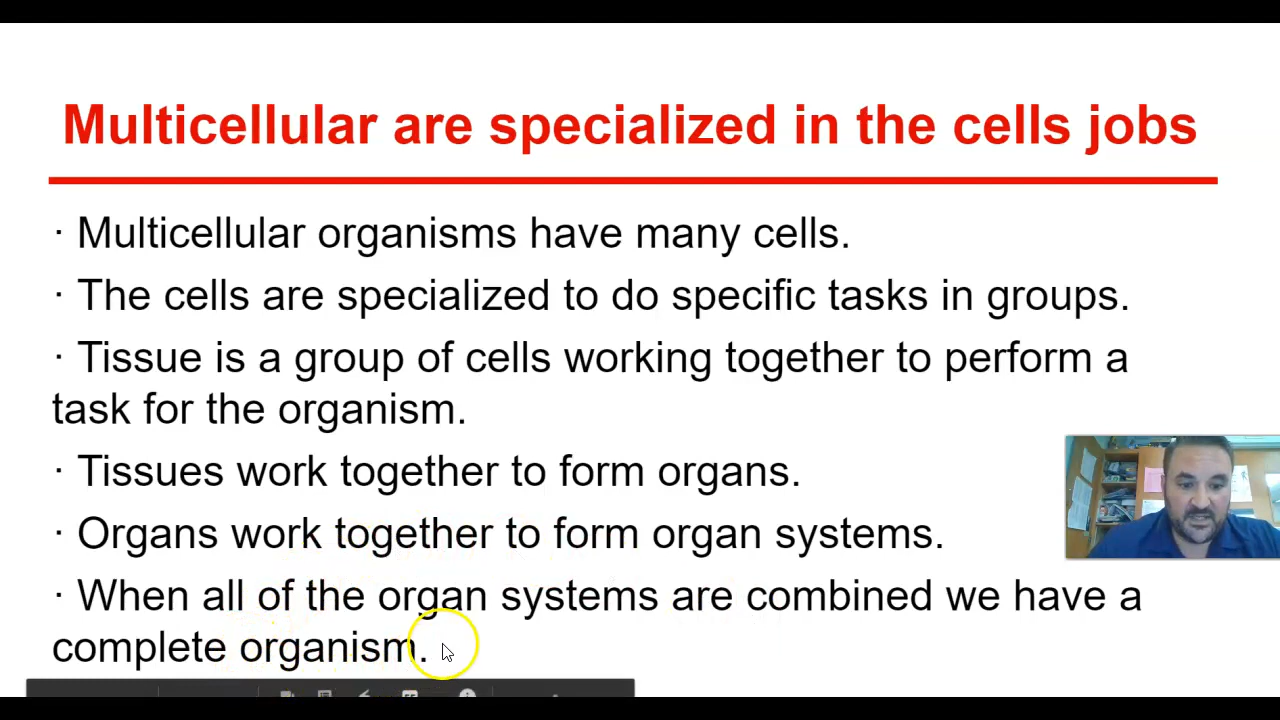 Multicellular are specialized in the cells jobs
· Multicellular organisms have many cells.
· The cells are specialized to do specific tasks in groups.
· Tissue is a group of cells working together to perform a
task for the organism.
· Tissues work together to form organs.
· Organs work together to form organ systems.
· When all of the organ systems are combined we have a
complete organism.